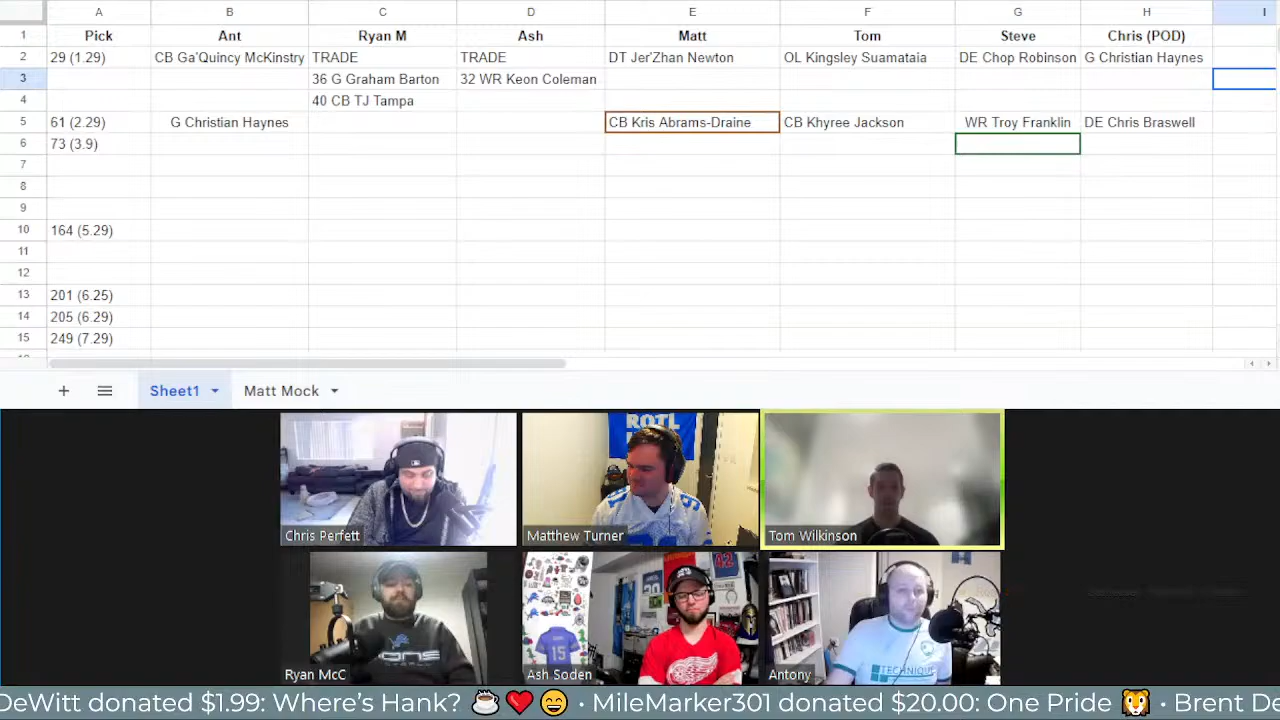 A B C D E F G H I
1 Pick Ant Ryan M Ash Matt Tom Steve Chris (POD)
2 29 (1.29) CB Ga'Quincy McKinstry TRADE TRADE DT Jer'Zhan Newton OL Kingsley Suamataia DE Chop Robinson G Christian Haynes
3 36 G Graham Barton 32 WR Keon Coleman
4 40 CB TJ Tampa
5 61 (2.29) G Christian Haynes CB Kris Abrams-Draine CB Khyree Jackson WR Troy Franklin DE Chris Braswell
6 73 (3.9)
7
8
9
10 164 (5.29)
11
12
13 201 (6.25)
14 205 (6.29)
15 249 (7.29)
+ Sheet1 Matt Mock
ROTL
Chris Perfett Matthew Turner Tom Wilkinson
42
20
15
LIONS
TECHNIQUE
Ryan McC Ash Soden Antony
DeWitt donated $1.99: Where's Hank? ☕❤️😄 · MileMarker301 donated $20.00: One Pride 🐯 · Brent De